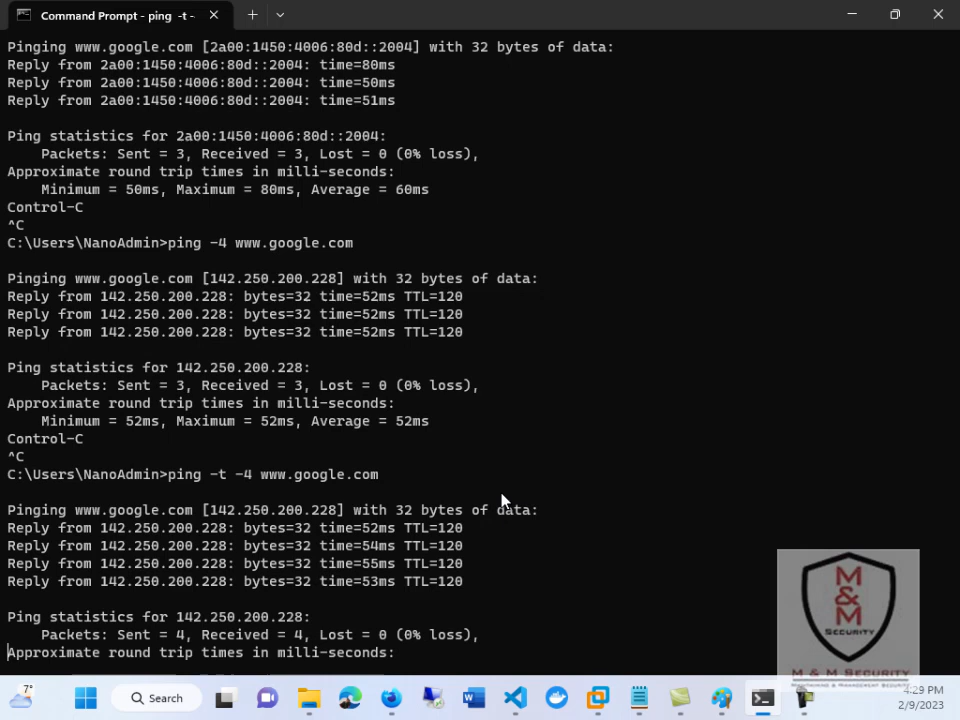 Command Prompt - ping -t -
Pinging www.google.com [2a00:1450:4006:80d::2004] with 32 bytes of data:
Reply from 2a00:1450:4006:80d::2004: time=80ms
Reply from 2a00:1450:4006:80d::2004: time=50ms
Reply from 2a00:1450:4006:80d::2004: time=51ms
Ping statistics for 2a00:1450:4006:80d::2004:
Packets: Sent = 3, Received = 3, Lost = 0 (0% loss),
Approximate round trip times in milli-seconds:
Minimum = 50ms, Maximum = 80ms, Average = 60ms
Control-C
^C
C:\Users\NanoAdmin>ping -4 www.google.com
Pinging www.google.com [142.250.200.228] with 32 bytes of data:
Reply from 142.250.200.228: bytes=32 time=52ms TTL=120
Reply from 142.250.200.228: bytes=32 time=52ms TTL=120
Reply from 142.250.200.228: bytes=32 time=52ms TTL=120
Ping statistics for 142.250.200.228:
Packets: Sent = 3, Received = 3, Lost = 0 (0% loss),
Approximate round trip times in milli-seconds:
Minimum = 52ms, Maximum = 52ms, Average = 52ms
Control-C
^C
C:\Users\NanoAdmin>ping -t -4 www.google.com
Pinging www.google.com [142.250.200.228] with 32 bytes of data:
Reply from 142.250.200.228: bytes=32 time=52ms TTL=120
Reply from 142.250.200.228: bytes=32 time=54ms TTL=120
Reply from 142.250.200.228: bytes=32 time=55ms TTL=120
Reply from 142.250.200.228: bytes=32 time=53ms TTL=120
Ping statistics for 142.250.200.228:
Packets: Sent = 4, Received = 4, Lost = 0 (0% loss),
Approximate round trip times in milli-seconds:
M
&
M
SECURITY
M & M SECURITY
7°
Search
4:29 PM
2/9/2023